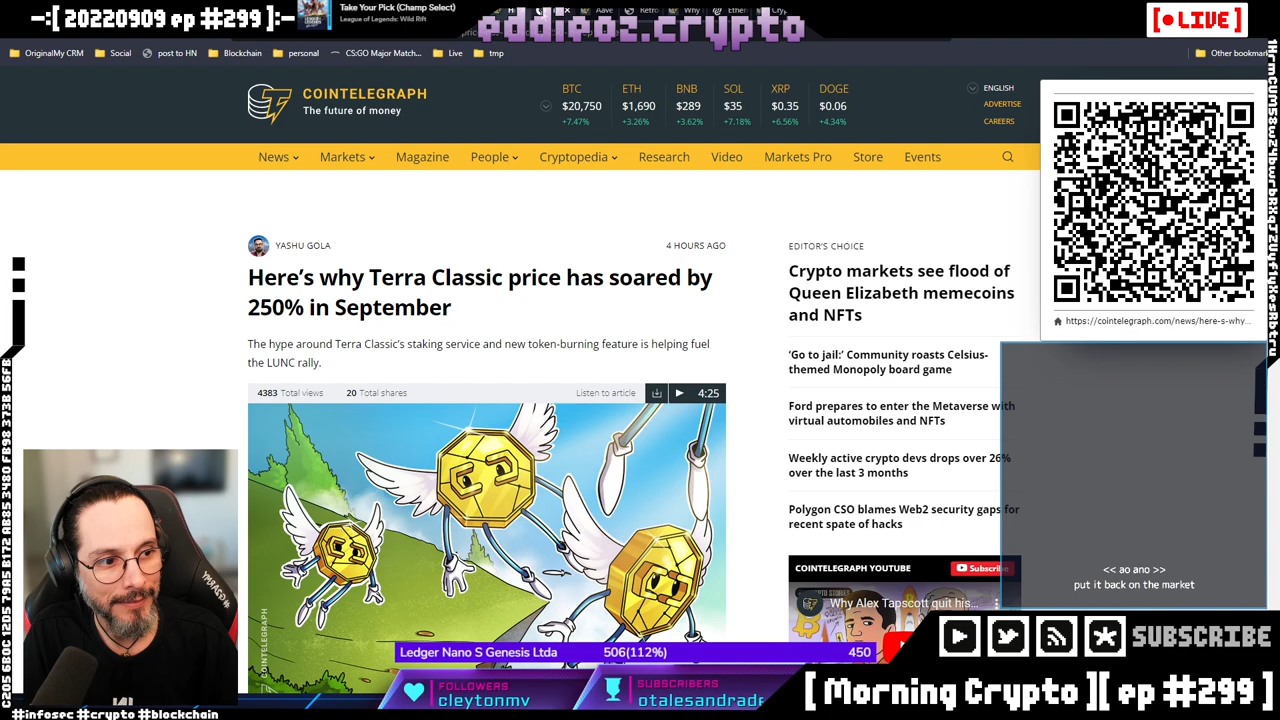 -:[ 20220909 ep #299 ]:-
Take Your Pick (Champ Select)
League of Legends: Wild Rift
Aave
Retro
Why
Ether
Cryp
eddieoz.crypto
[● LIVE]
OriginalMy CRM
Social
post to HN
Blockchain
personal
CS:GO Major Match...
Live
tmp
Other bookmar
COINTELEGRAPH
The future of money
BTC ETH BNB SOL XRP DOGE
$20,750 $1,690 $289 $35 $0.35 $0.06
+7.47% +3.26% +3.62% +7.18% +6.56% +4.34%
ENGLISH
ADVERTISE
CAREERS
News Markets Magazine People Cryptopedia Research Video Markets Pro Store Events
YASHU GOLA
4 HOURS AGO
Here’s why Terra Classic price has soared by
250% in September
The hype around Terra Classic’s staking service and new token-burning feature is helping fuel
the LUNC rally.
4383 Total views
20 Total shares
Listen to article
4:25
COINTELEGRAPH
EDITOR’S CHOICE
Crypto markets see flood of
Queen Elizabeth memecoins
and NFTs
‘Go to jail:’ Community roasts Celsius-
themed Monopoly board game
Ford prepares to enter the Metaverse with
virtual automobiles and NFTs
Weekly active crypto devs drops over 26%
over the last 3 months
Polygon CSO blames Web2 security gaps for
recent spate of hacks
COINTELEGRAPH YOUTUBE
Subscribe
Why Alex Tapscott quit his...
https://cointelegraph.com/news/here-s-why...
<< ao ano >>
put it back on the market
Ledger Nano S Genesis Ltda
506(112%)
450
FOLLOWERS
cleytonmv
SUBSCRIBERS
otalesandrade
SUBSCRIBE
[ Morning Crypto ][ ep #299 ]
#infosec #crypto #blockchain